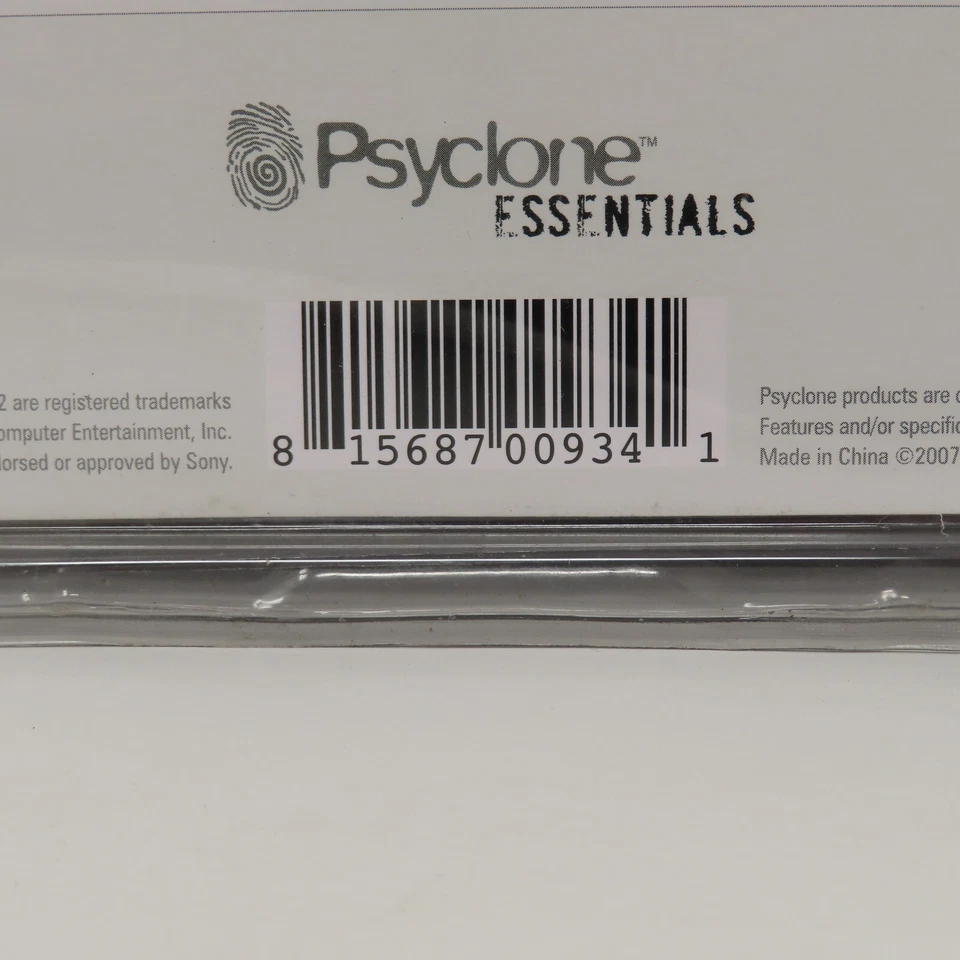 Psyclone™
ESSENTIALS
2 are registered trademarks
omputer Entertainment, Inc.
dorsed or approved by Sony.
8 15687 00934 1
Psyclone products are
Features and/or specific
Made in China ©2007